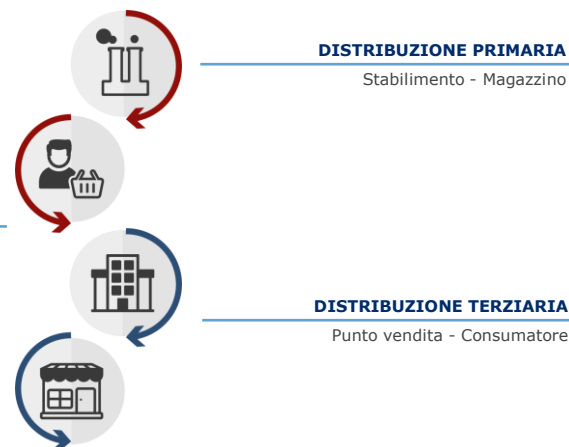 DISTRIBUZIONE PRIMARIA
Stabilimento - Magazzino
DISTRIBUZIONE TERZIARIA
Punto vendita - Consumatore